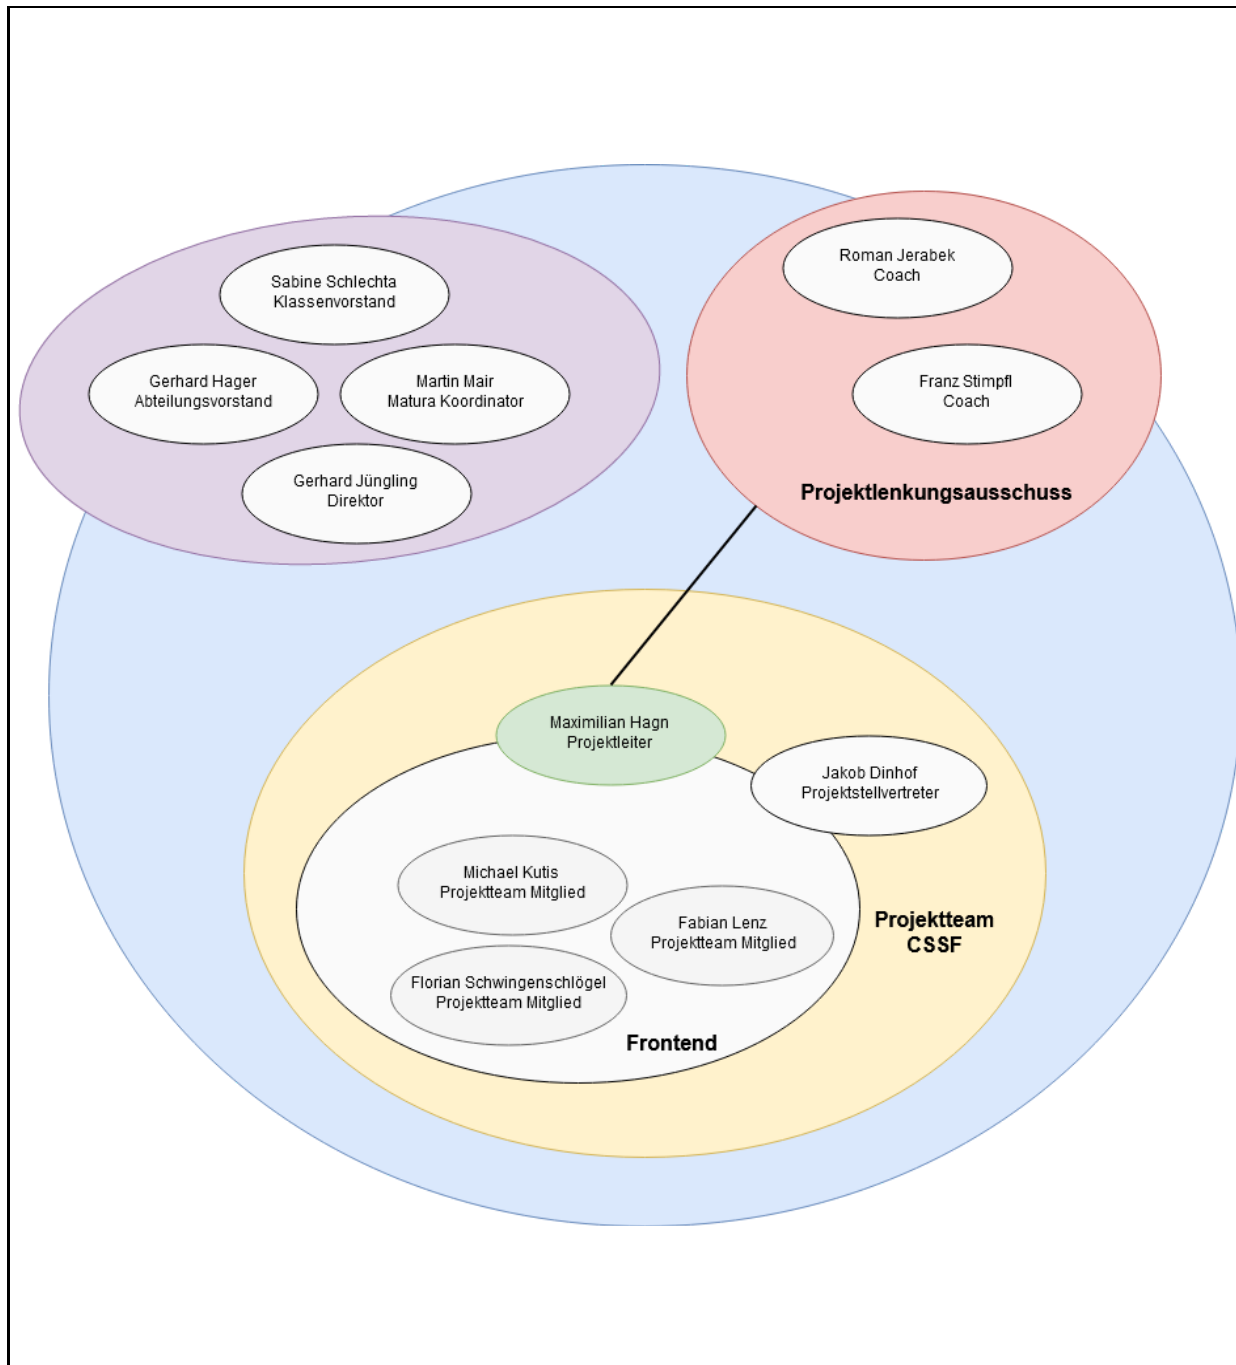 Sabine Schlechta
Klassenvorstand
Gerhard Hager
Abteilungsvorstand
Martin Mair
Matura Koordinator
Gerhard Jüngling
Direktor
Roman Jerabek
Coach
Franz Stimpfl
Coach
Projektlenkungsausschuss
Maximilian Hagn
Projektleiter
Jakob Dinhof
Projektstellvertreter
Michael Kutis
Projektteam Mitglied
Fabian Lenz
Projektteam Mitglied
Florian Schwingenschlögel
Projektteam Mitglied
Frontend
Projektteam
CSSF